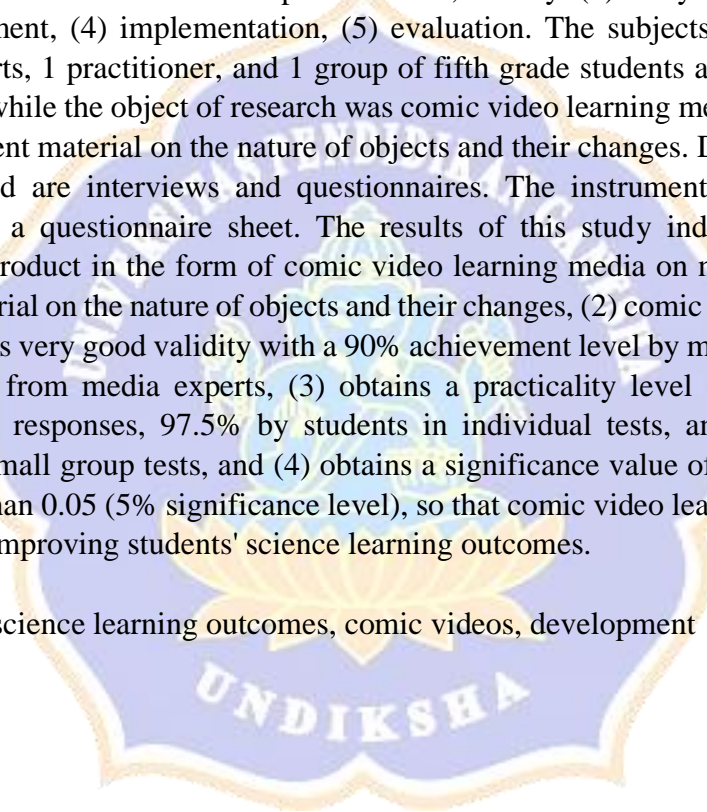 ment, (4) implementation, (5) evaluation. The subjects
rts, 1 practitioner, and 1 group of fifth grade students a
while the object of research was comic video learning me
ent material on the nature of objects and their changes. D
d are interviews and questionnaires. The instrument
a questionnaire sheet. The results of this study ind
roduct in the form of comic video learning media on n
rial on the nature of objects and their changes, (2) comic
s very good validity with a 90% achievement level by m
from media experts, (3) obtains a practicality level
responses, 97.5% by students in individual tests, an
mall group tests, and (4) obtains a significance value of
han 0.05 (5% significance level), so that comic video lea
mproving students' science learning outcomes.
science learning outcomes, comic videos, development
UNIVERSITAS PENDIDIKAN GANESHA
UNDIKSHA